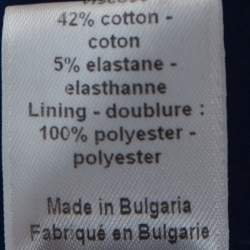 42% cotton -
coton
5% elastane -
elasthanne
Lining - doublure :
100% polyester -
polyester
Made in Bulgaria
Fabriqué en Bulgarie